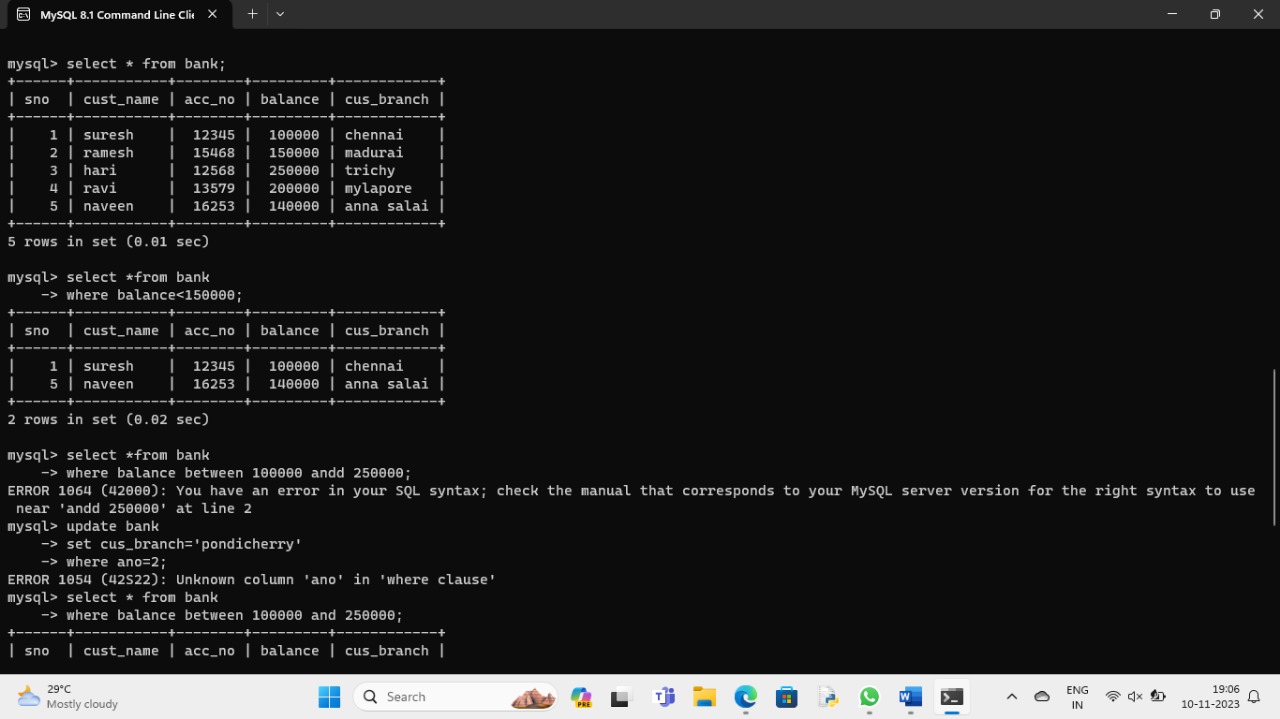 MySQL 8.1 Command Line Clie
mysql> select * from bank;
+------+-----------+--------+---------+------------+
| sno  | cust_name | acc_no | balance | cus_branch |
+------+-----------+--------+---------+------------+
|    1 | suresh    |  12345 |  100000 | chennai    |
|    2 | ramesh    |  15468 |  150000 | madurai    |
|    3 | hari      |  12568 |  250000 | trichy     |
|    4 | ravi      |  13579 |  200000 | mylapore   |
|    5 | naveen    |  16253 |  140000 | anna salai |
+------+-----------+--------+---------+------------+
5 rows in set (0.01 sec)
mysql> select *from bank
    -> where balance<150000;
+------+-----------+--------+---------+------------+
| sno  | cust_name | acc_no | balance | cus_branch |
+------+-----------+--------+---------+------------+
|    1 | suresh    |  12345 |  100000 | chennai    |
|    5 | naveen    |  16253 |  140000 | anna salai |
+------+-----------+--------+---------+------------+
2 rows in set (0.02 sec)
mysql> select *from bank
    -> where balance between 100000 andd 250000;
ERROR 1064 (42000): You have an error in your SQL syntax; check the manual that corresponds to your MySQL server version for the right syntax to use
 near 'andd 250000' at line 2
mysql> update bank
    -> set cus_branch='pondicherry'
    -> where ano=2;
ERROR 1054 (42S22): Unknown column 'ano' in 'where clause'
mysql> select * from bank
    -> where balance between 100000 and 250000;
+------+-----------+--------+---------+------------+
| sno  | cust_name | acc_no | balance | cus_branch |
29°C
Mostly cloudy
Search
PRE
ENG
IN
19:06
10-11-2023